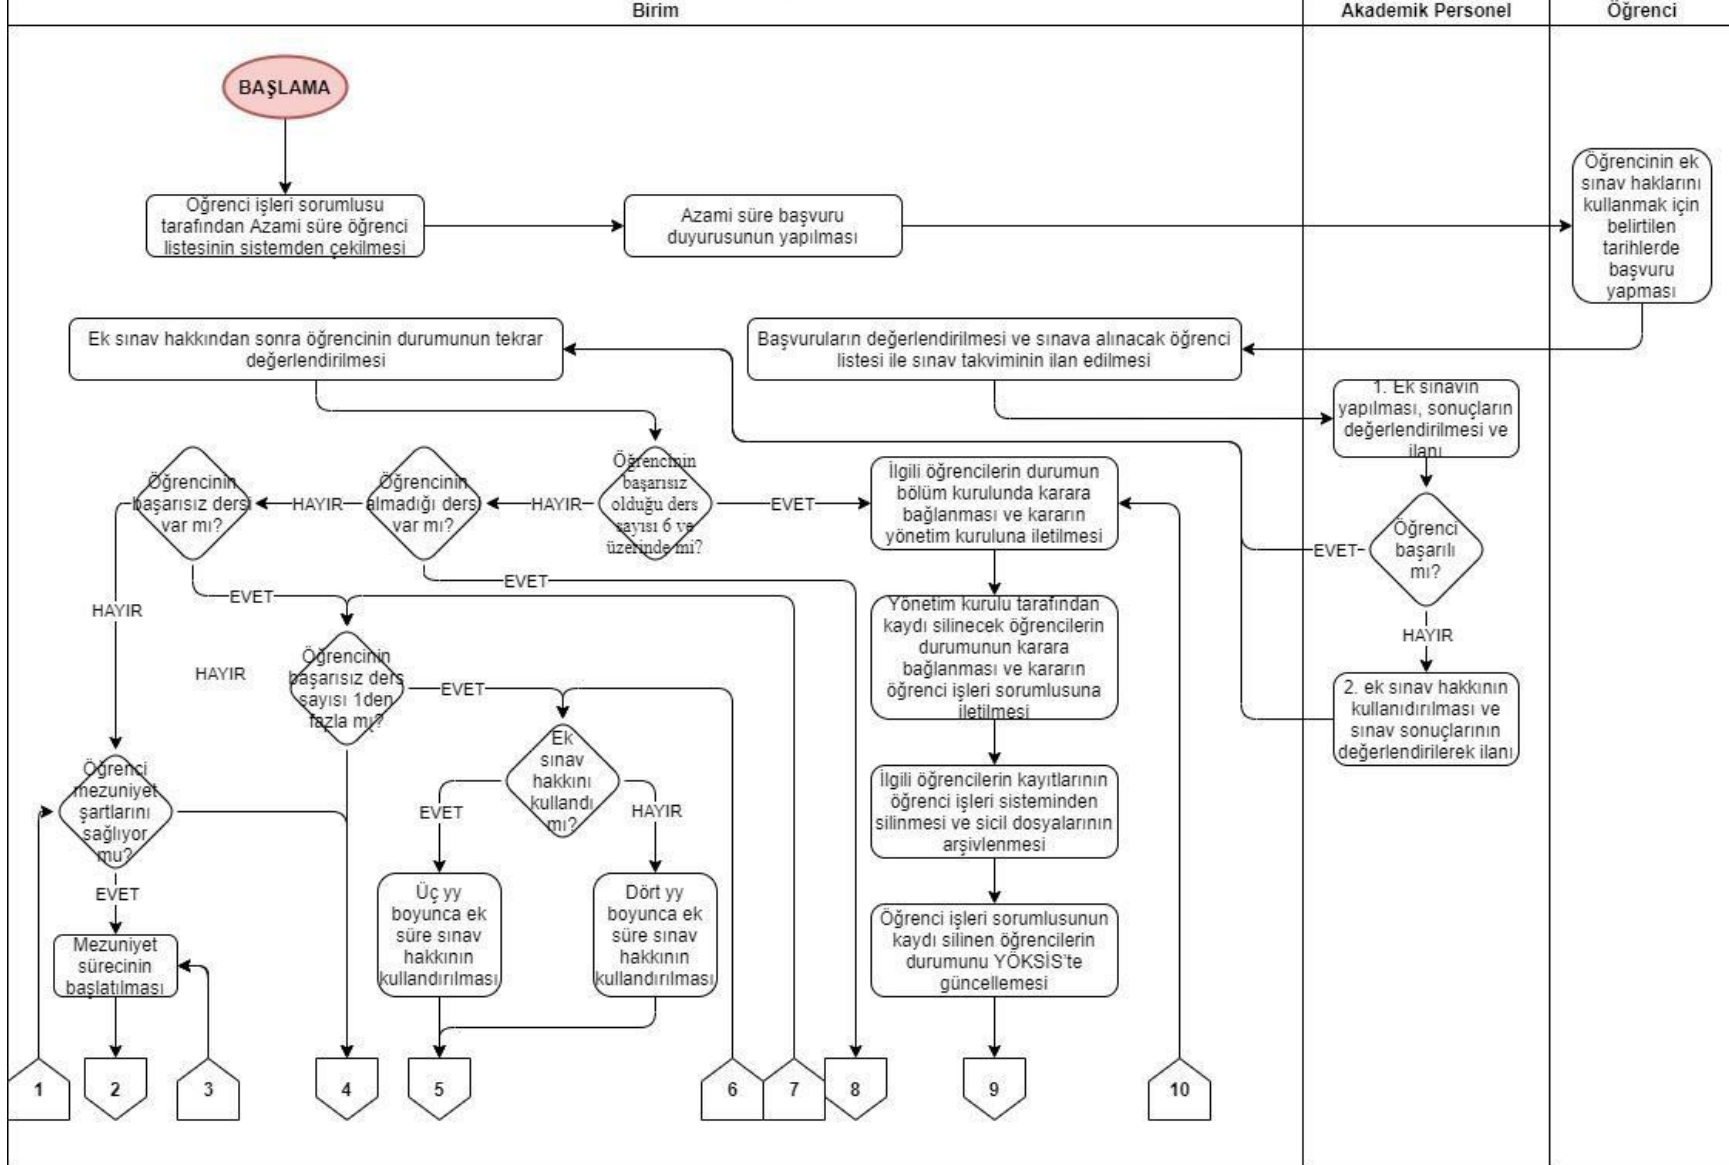 Birim
Akademik Personel
Öğrenci
BAŞLAMA
Öğrenci işleri sorumlusu
tarafından Azami süre öğrenci
listesinin sistemden çekilmesi
Azami süre başvuru
duyurusunun yapılması
Öğrencinin ek
sınav haklarını
kullanmak için
belirtilen
tarihlerde
başvuru
yapması
Ek sınav hakkından sonra öğrencinin durumunun tekrar
değerlendirilmesi
Başvuruların değerlendirilmesi ve sınava alınacak öğrenci
listesi ile sınav takviminin ilan edilmesi
1. Ek sınavın
yapılması, sonuçların
değerlendirilmesi ve
ilanı
Öğrencinin
başarısız dersi
var mı?
HAYIR
Öğrencinin
almadığı dersi
var mı?
HAYIR
Öğrencinin
başarısız
olduğu ders
sayısı 6 ve
üzerinde mi?
EVET
İlgili öğrencilerin durumun
bölüm kurulunda karara
bağlanması ve kararın
yönetim kuruluna iletilmesi
EVET
Öğrenci
başarılı
mı?
HAYIR
EVET
EVET
HAYIR
Yönetim kurulu tarafından
kaydı silinecek öğrencilerin
durumunun karara
bağlanması ve kararın
öğrenci işleri sorumlusuna
iletilmesi
2. ek sınav hakkının
kullanıdırılması ve
sınav sonuçlarının
değerlendirilerek ilanı
HAYIR
Öğrencinin
başarısız ders
sayısı 1den
fazla mı?
EVET
Ek
sınav
hakkını
kullandı
mı?
EVET
HAYIR
Öğrenci
mezuniyet
şartlarını
sağlıyor
mu?
EVET
İlgili öğrencilerin kayıtlarının
öğrenci işleri sisteminden
silinmesi ve sicil dosyalarının
arşivlenmesi
Mezuniyet
sürecinin
başlatılması
Üç yy
boyunca ek
süre sınav
hakkının
kullandırılması
Dört yy
boyunca ek
süre sınav
hakkının
kullandırılması
Öğrenci işleri sorumlusunun
kaydı silinen öğrencilerin
durumunu YÖKSİS'te
güncellemesi
1
2
3
4
5
6
7
8
9
10